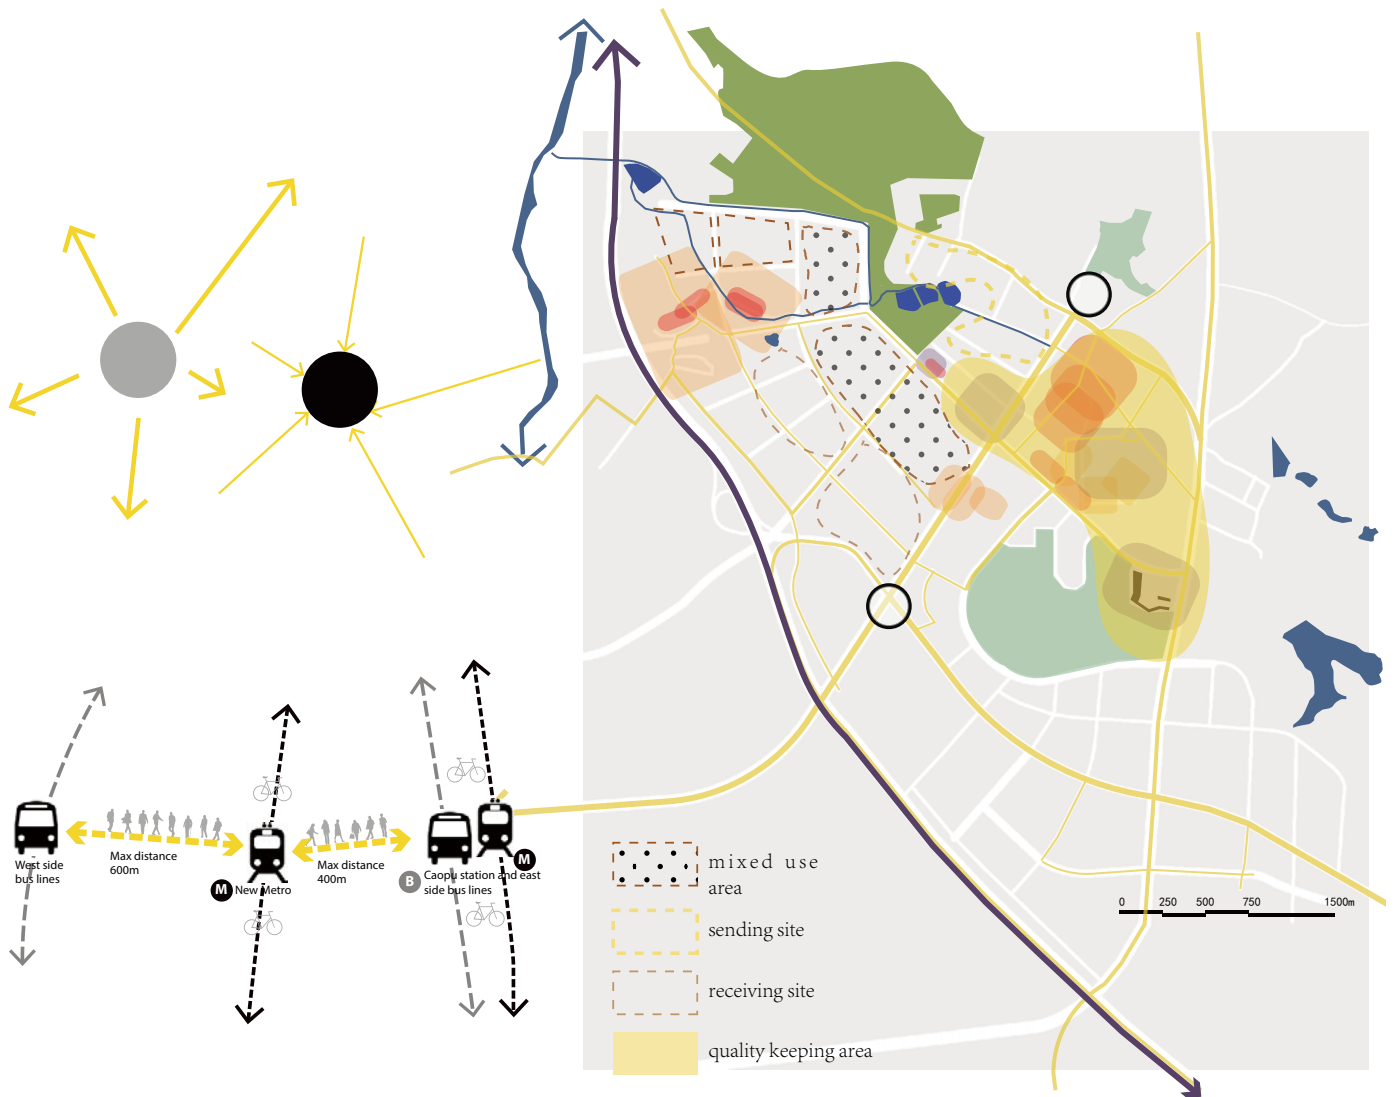 West side
bus lines
Max distance
600m
M New Metro
Max distance
400m
B Caopu station and east
side bus lines
M
mixed use
area
sending site
receiving site
quality keeping area
0 250 500 750 1500m